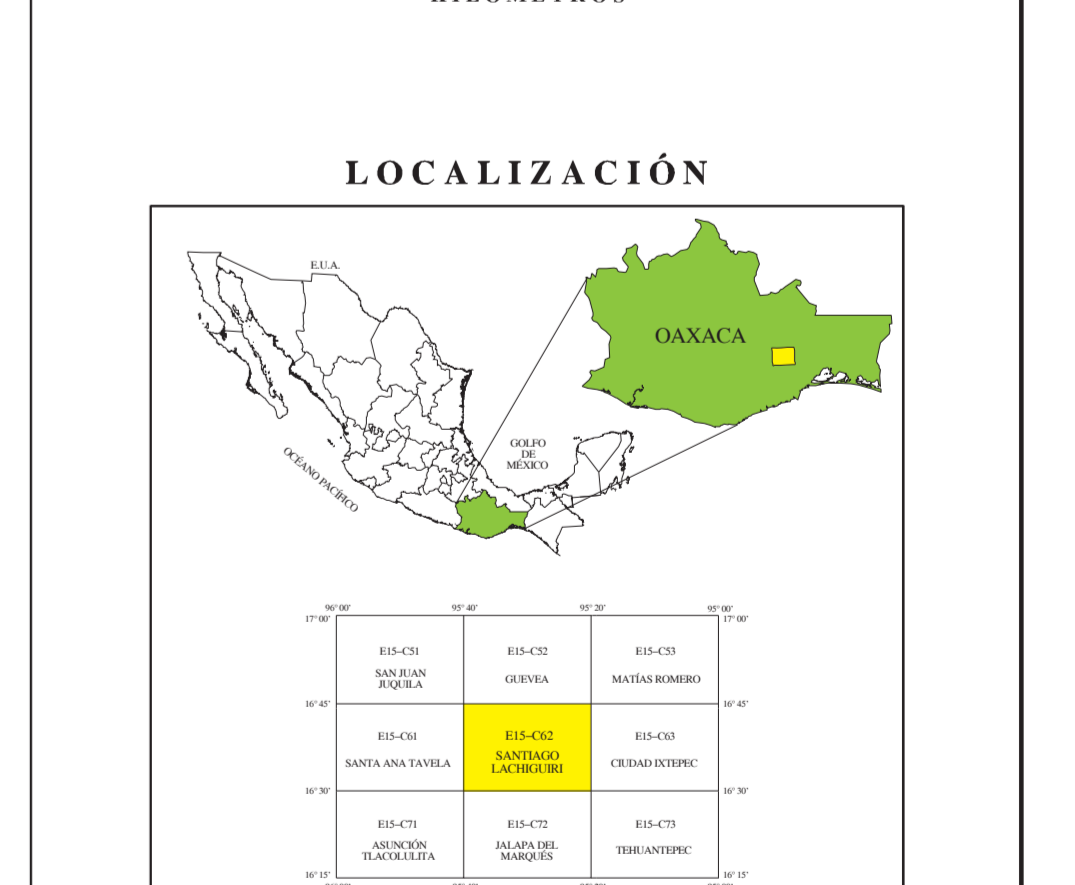 LOCALIZACIÓN
E.U.A.
OAXACA
GOLFO
DE
MÉXICO
OCÉANO PACÍFICO
96° 00' 95° 40' 95° 20' 95° 00'
17° 00' 17° 00'
E15–C51 E15–C52 E15–C53
SAN JUAN
JUQUILA
GUEVEA
MATÍAS ROMERO
16° 45' 16° 45'
E15–C61 E15–C62 E15–C63
SANTA ANA TAVELA
SANTIAGO
LACHIGUIRI
CIUDAD IXTEPEC
16° 30' 16° 30'
E15–C71 E15–C72 E15–C73
ASUNCIÓN
TLACOLULITA
JALAPA DEL
MARQUÉS
TEHUANTEPEC
16° 15' 16° 15'